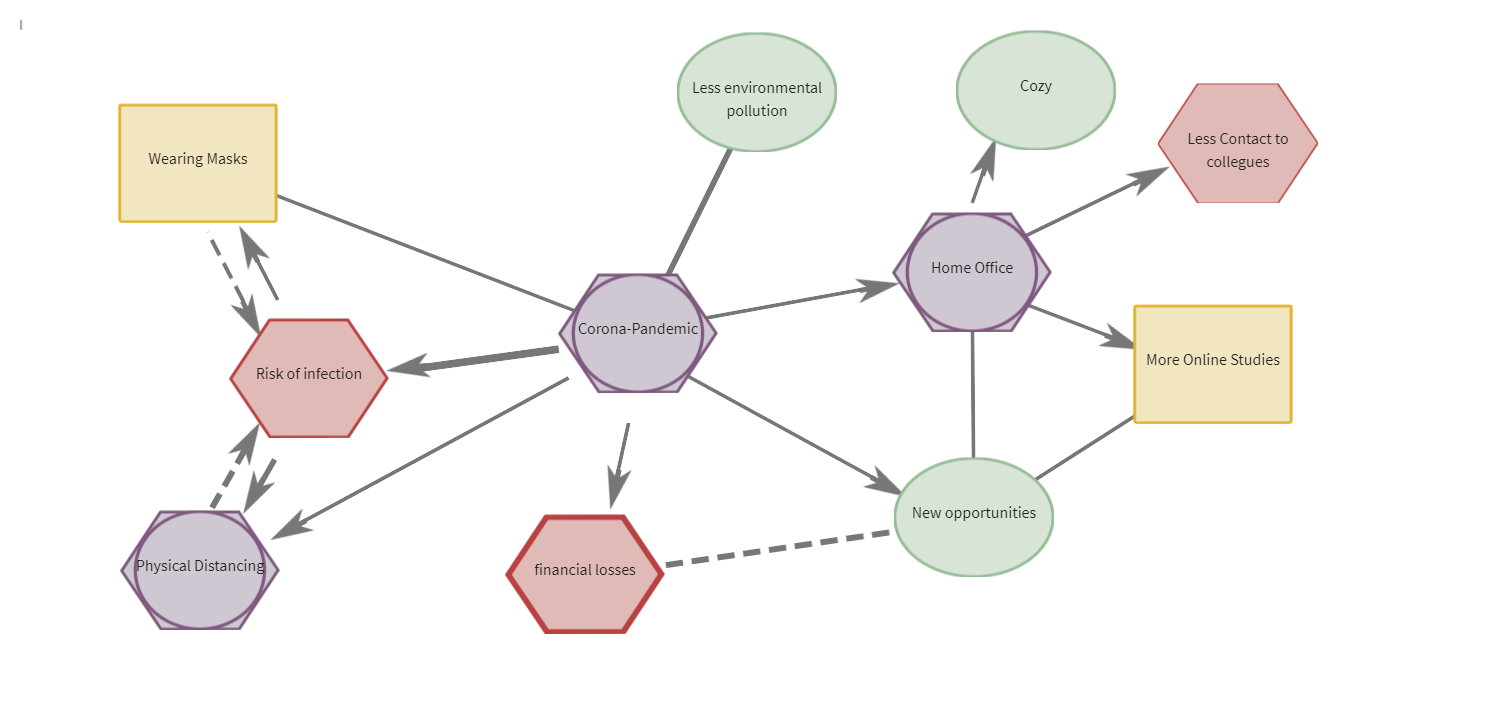 Less environmental
pollution
Cozy
Less Contact to
collegues
Wearing Masks
Home Office
Corona-Pandemic
More Online Studies
Risk of infection
New opportunities
Physical Distancing
financial losses